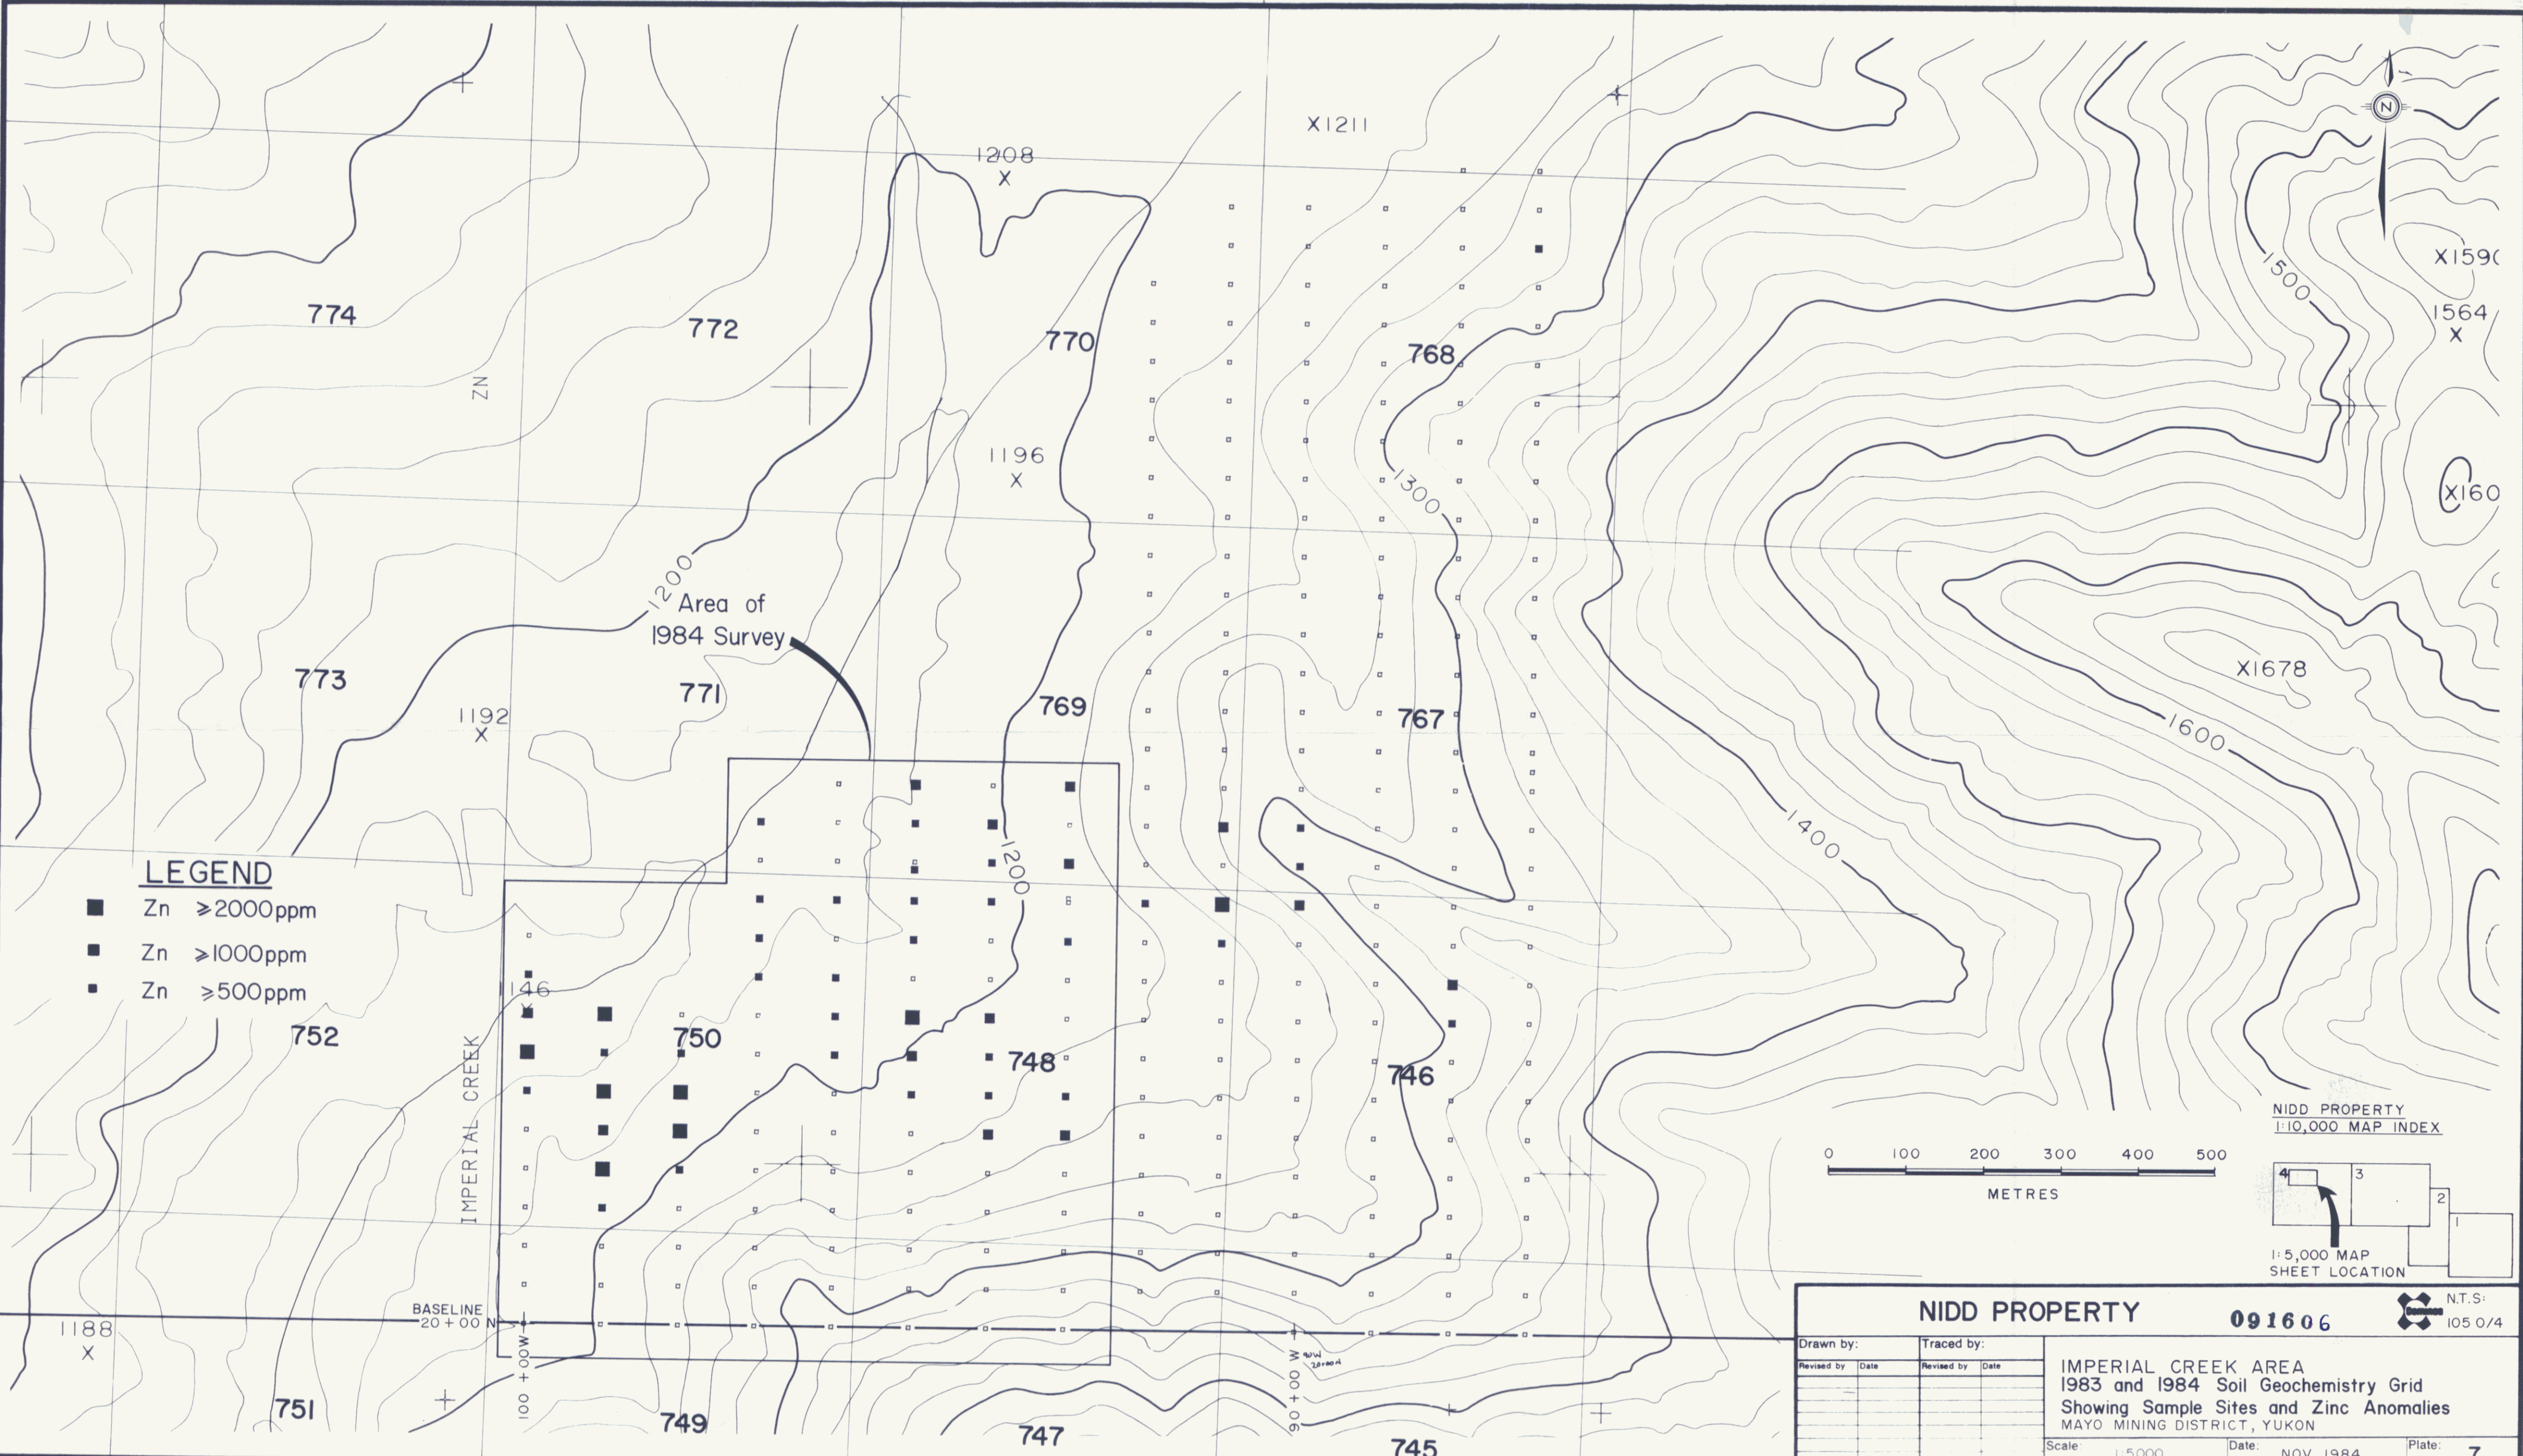 X1211
1208
X
N
1500
X159
1564
X
774
772
770
768
ZN
1196
X
1300
X160
1200
Area of
1984 Survey
X1678
773
771
769
767
1192
X
1600
1400
1200
LEGEND
Zn ⩾2000ppm
Zn ⩾1000ppm
Zn ⩾500ppm
1146
X
752
750
748
746
IMPERIAL CREEK
NIDD PROPERTY
1:10,000 MAP INDEX
0 100 200 300 400 500
METRES
4 3
2
1
1:5,000 MAP
SHEET LOCATION
BASELINE
20+00 N
1188
X
100+00W
90+00 W
90W
20+00N
751
749
747
745
NIDD PROPERTY
091606
Cominco
N.T.S:
105 O/4
Drawn by: Traced by:
Revised by Date Revised by Date
IMPERIAL CREEK AREA
1983 and 1984 Soil Geochemistry Grid
Showing Sample Sites and Zinc Anomalies
MAYO MINING DISTRICT, YUKON
Scale: 1:5000 Date: NOV. 1984 Plate: 7